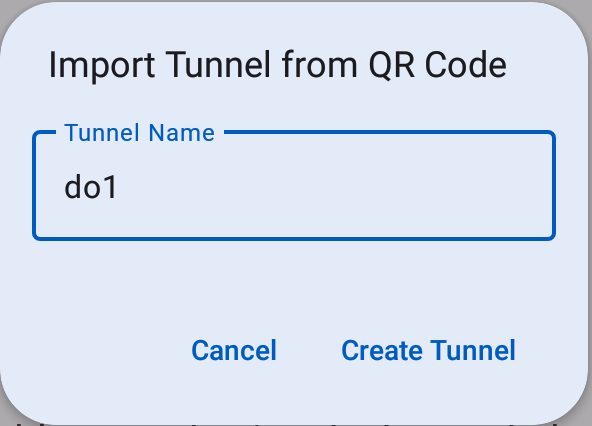 Import Tunnel from QR Code
Tunnel Name
do1
Cancel Create Tunnel